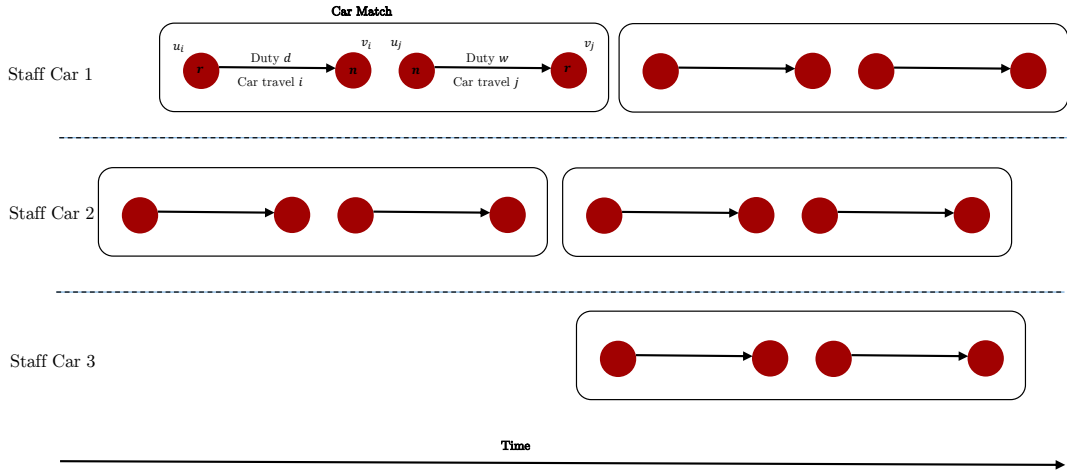 Car Match
u_i v_i u_j v_j
r Duty d n n Duty w r
Staff Car 1
Car travel i Car travel j
Staff Car 2
Staff Car 3
Time